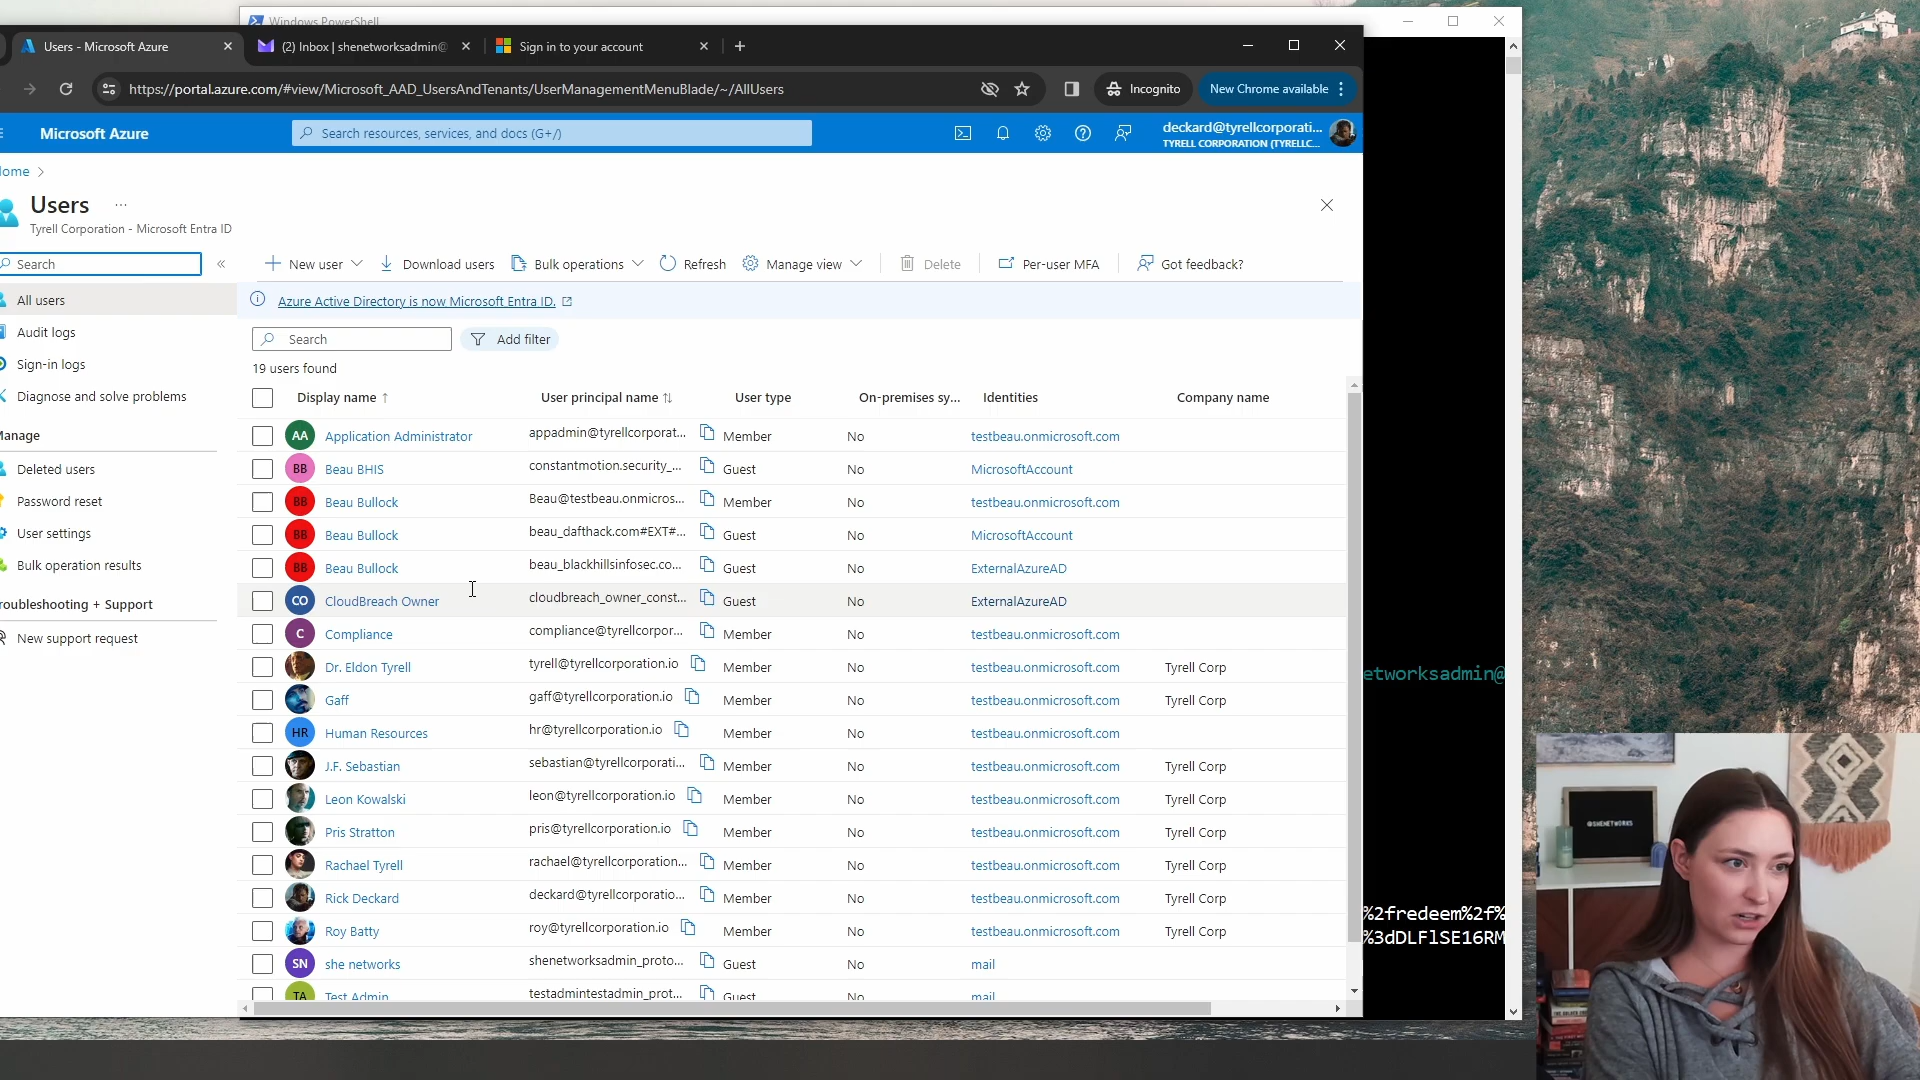 Windows PowerShell
Users - Microsoft Azure
(2) Inbox | shenetworksadmin@
Sign in to your account
https://portal.azure.com/#view/Microsoft_AAD_UsersAndTenants/UserManagementMenuBlade/~/AllUsers
Incognito
New Chrome available
Microsoft Azure
Search resources, services, and docs (G+/)
deckard@tyrellcorporati...
TYRELL CORPORATION (TYRELLC...
ome >
Users ...
Tyrell Corporation - Microsoft Entra ID
Search
«
New user
Download users
Bulk operations
Refresh
Manage view
Delete
Per-user MFA
Got feedback?
All users
Audit logs
Sign-in logs
Diagnose and solve problems
Manage
Deleted users
Password reset
User settings
Bulk operation results
roubleshooting + Support
New support request
Azure Active Directory is now Microsoft Entra ID.
Search
Add filter
19 users found
Display name ↑ User principal name ↑↓ User type On-premises sy... Identities Company name
AA Application Administrator appadmin@tyrellcorporat... Member No testbeau.onmicrosoft.com
BB Beau BHIS constantmotion.security_... Guest No MicrosoftAccount
BB Beau Bullock Beau@testbeau.onmicros... Member No testbeau.onmicrosoft.com
BB Beau Bullock beau_dafthack.com#EXT#... Guest No MicrosoftAccount
BB Beau Bullock beau_blackhillsinfosec.co... Guest No ExternalAzureAD
CO CloudBreach Owner cloudbreach_owner_const... Guest No ExternalAzureAD
C Compliance compliance@tyrellcorpor... Member No testbeau.onmicrosoft.com
Dr. Eldon Tyrell tyrell@tyrellcorporation.io Member No testbeau.onmicrosoft.com Tyrell Corp
Gaff gaff@tyrellcorporation.io Member No testbeau.onmicrosoft.com Tyrell Corp
HR Human Resources hr@tyrellcorporation.io Member No testbeau.onmicrosoft.com
J.F. Sebastian sebastian@tyrellcorporati... Member No testbeau.onmicrosoft.com Tyrell Corp
Leon Kowalski leon@tyrellcorporation.io Member No testbeau.onmicrosoft.com Tyrell Corp
Pris Stratton pris@tyrellcorporation.io Member No testbeau.onmicrosoft.com Tyrell Corp
Rachael Tyrell rachael@tyrellcorporation... Member No testbeau.onmicrosoft.com Tyrell Corp
Rick Deckard deckard@tyrellcorporatio... Member No testbeau.onmicrosoft.com Tyrell Corp
Roy Batty roy@tyrellcorporation.io Member No testbeau.onmicrosoft.com Tyrell Corp
SN she networks shenetworksadmin_proto... Guest No mail
TA Test Admin testadmintestadmin_prot... Guest No mail
etworksadmin@
%2fredeem%2f%
%3dDLFlSE16RM
@SHENETWORKS